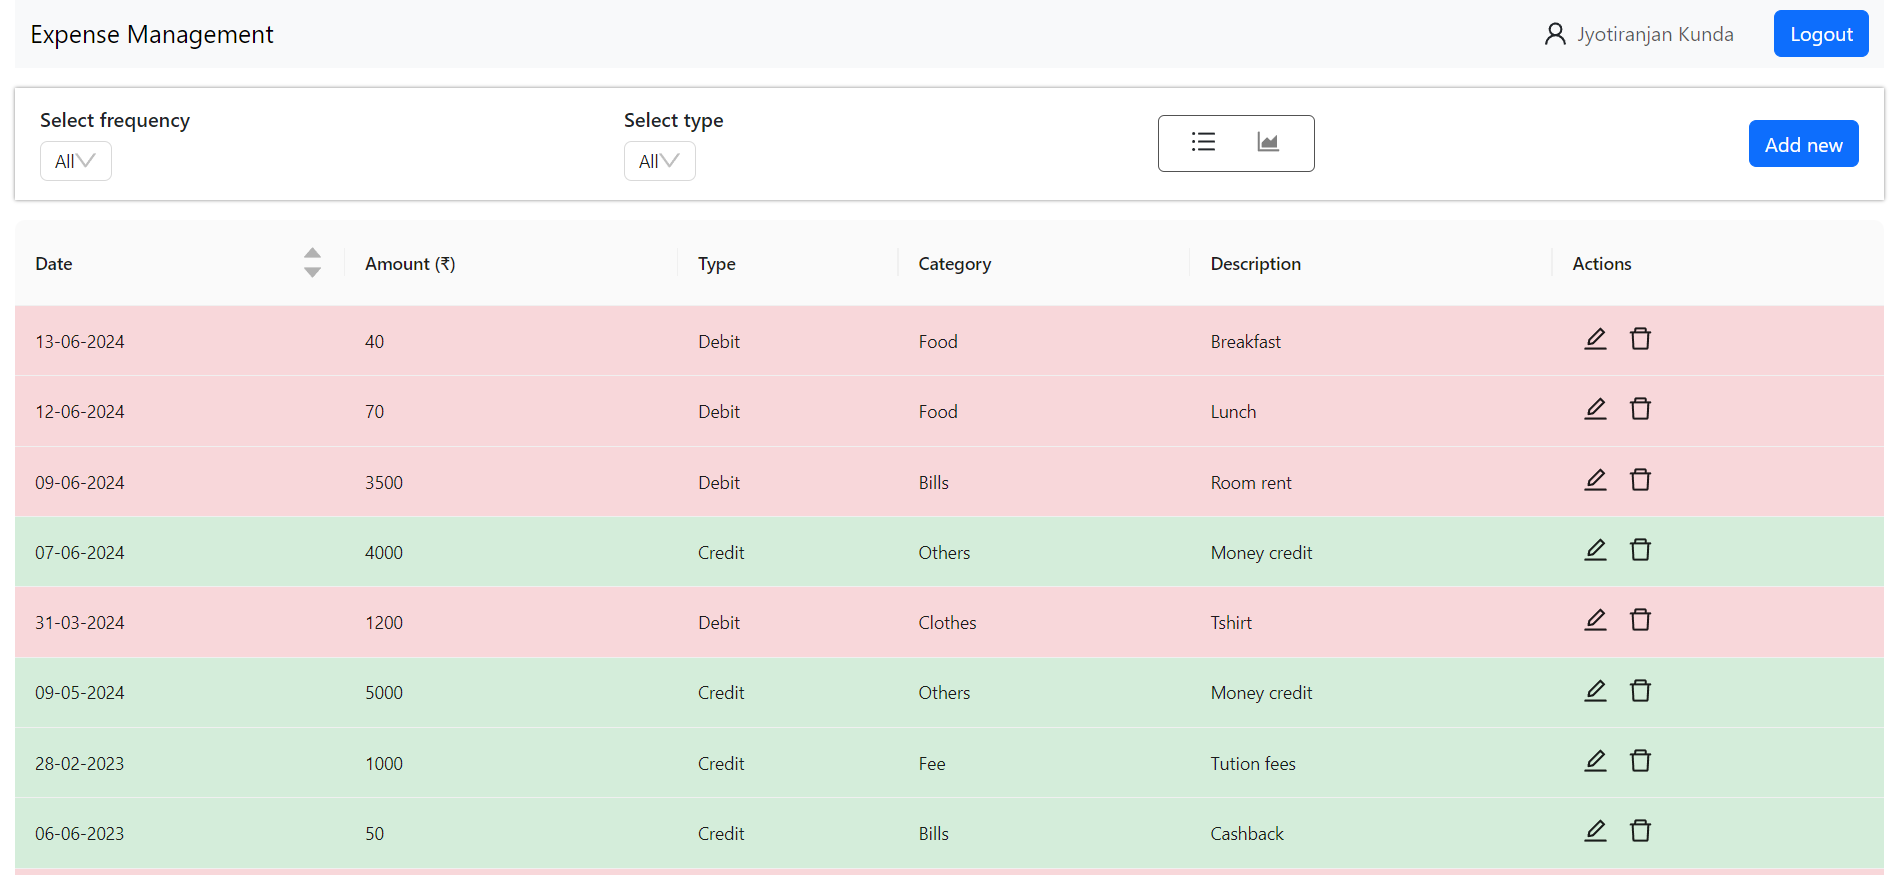 Expense Management Jyotiranjan Kunda Logout
Select frequency Select type
All All Add new
Date Amount (₹) Type Category Description Actions
13-06-2024 40 Debit Food Breakfast
12-06-2024 70 Debit Food Lunch
09-06-2024 3500 Debit Bills Room rent
07-06-2024 4000 Credit Others Money credit
31-03-2024 1200 Debit Clothes Tshirt
09-05-2024 5000 Credit Others Money credit
28-02-2023 1000 Credit Fee Tution fees
06-06-2023 50 Credit Bills Cashback